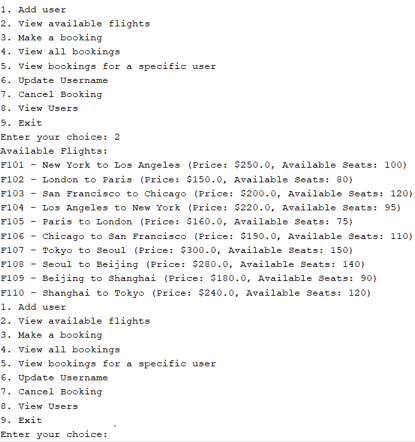 1. Add user
2. View available flights
3. Make a booking
4. View all bookings
5. View bookings for a specific user
6. Update Username
7. Cancel Booking
8. View Users
9. Exit
Enter your choice: 2
Available Flights:
F101 - New York to Los Angeles (Price: $250.0, Available Seats: 100)
F102 - London to Paris (Price: $150.0, Available Seats: 80)
F103 - San Francisco to Chicago (Price: $200.0, Available Seats: 120)
F104 - Los Angeles to New York (Price: $220.0, Available Seats: 95)
F105 - Paris to London (Price: $160.0, Available Seats: 75)
F106 - Chicago to San Francisco (Price: $190.0, Available Seats: 110)
F107 - Tokyo to Seoul (Price: $300.0, Available Seats: 150)
F108 - Seoul to Beijing (Price: $280.0, Available Seats: 140)
F109 - Beijing to Shanghai (Price: $180.0, Available Seats: 90)
F110 - Shanghai to Tokyo (Price: $240.0, Available Seats: 120)
1. Add user
2. View available flights
3. Make a booking
4. View all bookings
5. View bookings for a specific user
6. Update Username
7. Cancel Booking
8. View Users
9. Exit
Enter your choice: